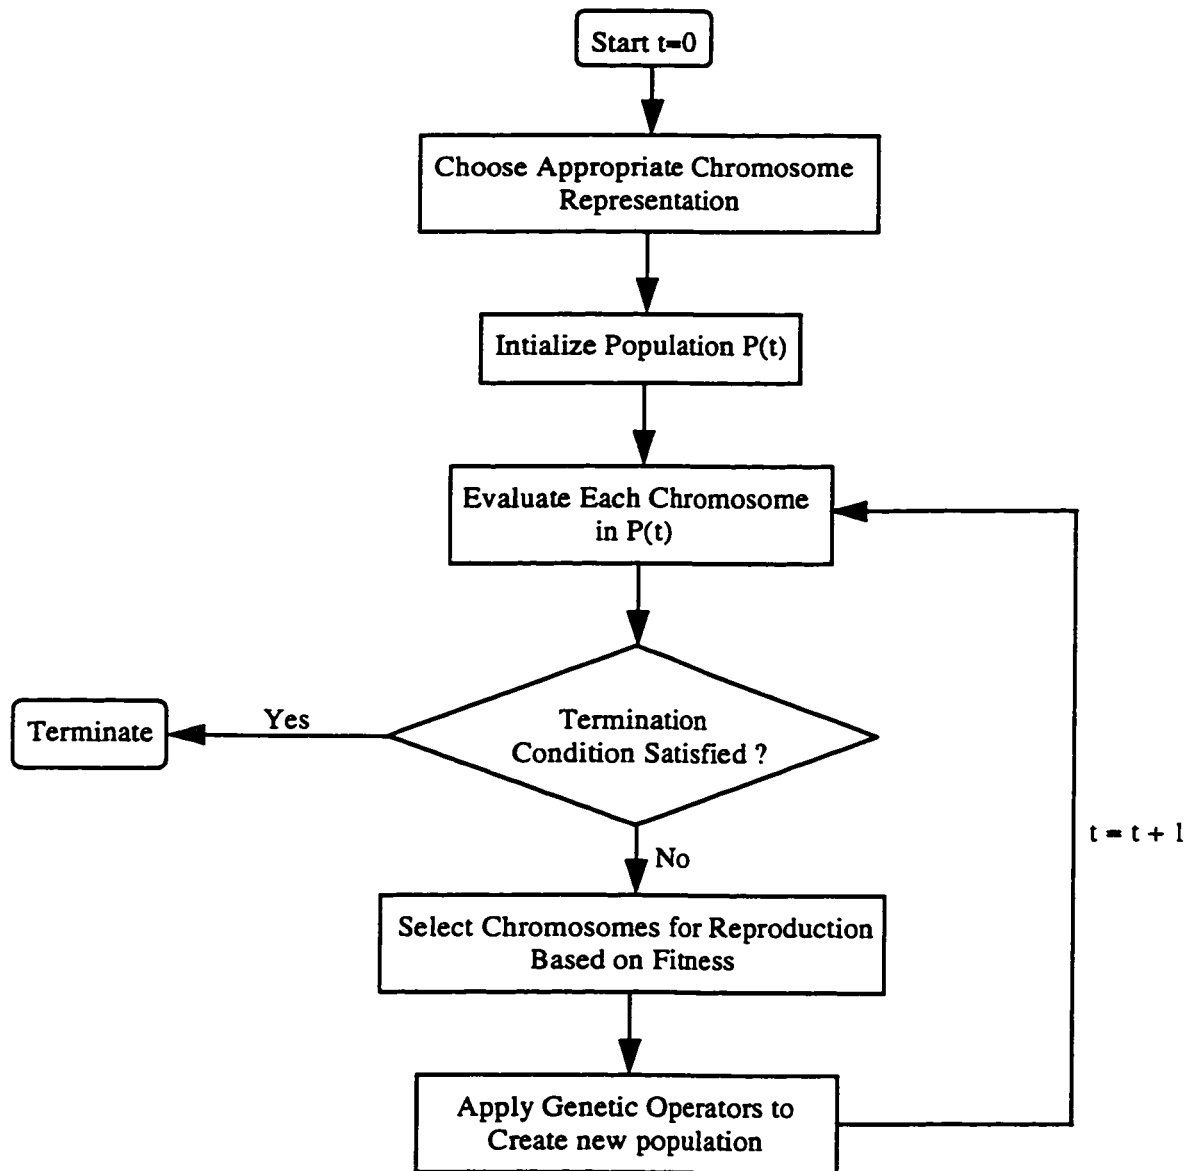 Start t=0
Choose Appropriate Chromosome
Representation
Intialize Population P(t)
Evaluate Each Chromosome
in P(t)
Termination
Condition Satisfied ?
Yes
Terminate
No
t = t + 1
Select Chromosomes for Reproduction
Based on Fitness
Apply Genetic Operators to
Create new population